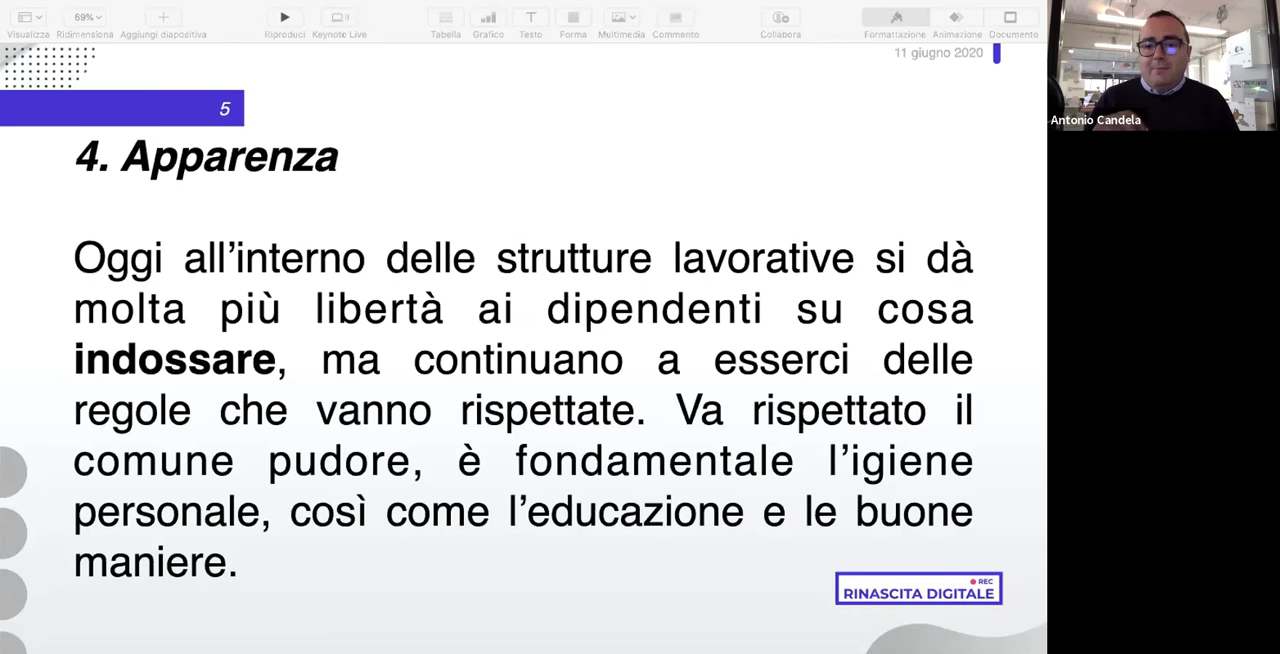 69%
Visualizza Ridimensiona Aggiungi diapositiva Riproduci Keynote Live Tabella Grafico Testo Forma Multimedia Commento Collabora Formattazione Animazione Documento
11 giugno 2020
5
4. Apparenza
Oggi all’interno delle strutture lavorative si dà
molta più libertà ai dipendenti su cosa
indossare, ma continuano a esserci delle
regole che vanno rispettate. Va rispettato il
comune pudore, è fondamentale l’igiene
personale, così come l’educazione e le buone
maniere.
REC
RINASCITA DIGITALE
Antonio Candela